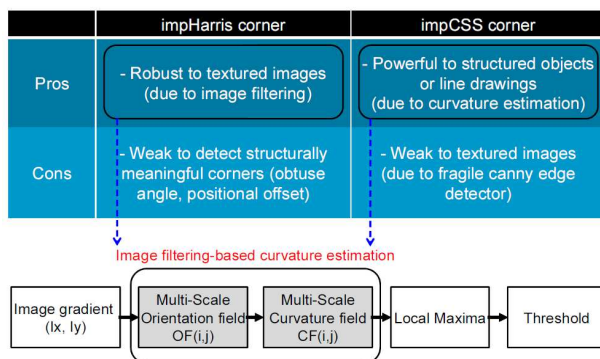 impHarris corner
impCSS corner
Pros
- Robust to textured images
(due to image filtering)
- Powerful to structured objects
or line drawings
(due to curvature estimation)
Cons
- Weak to detect structurally
meaningful corners (obtuse
angle, positional offset)
- Weak to textured images
(due to fragile canny edge
detector)
Image filtering-based curvature estimation
Image gradient
(Ix, Iy)
Multi-Scale
Orientation field
OF(i,j)
Multi-Scale
Curvature field
CF(i,j)
Local Maxima
Threshold